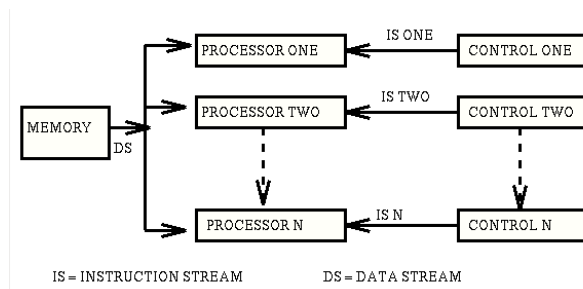 IS ONE
PROCESSOR ONE
CONTROL ONE
IS TWO
PROCESSOR TWO
CONTROL TWO
MEMORY
DS
IS N
PROCESSOR N
CONTROL N
IS = INSTRUCTION STREAM
DS = DATA STREAM